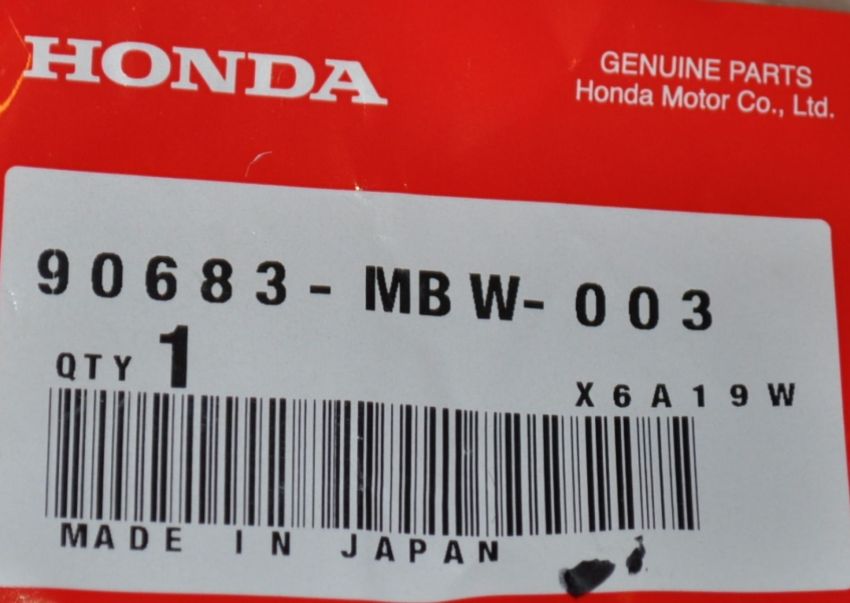 HONDA
GENUINE PARTS
Honda Motor Co., Ltd.
90683-MBW-003
QTY 1
X6A19W
MADE IN JAPAN